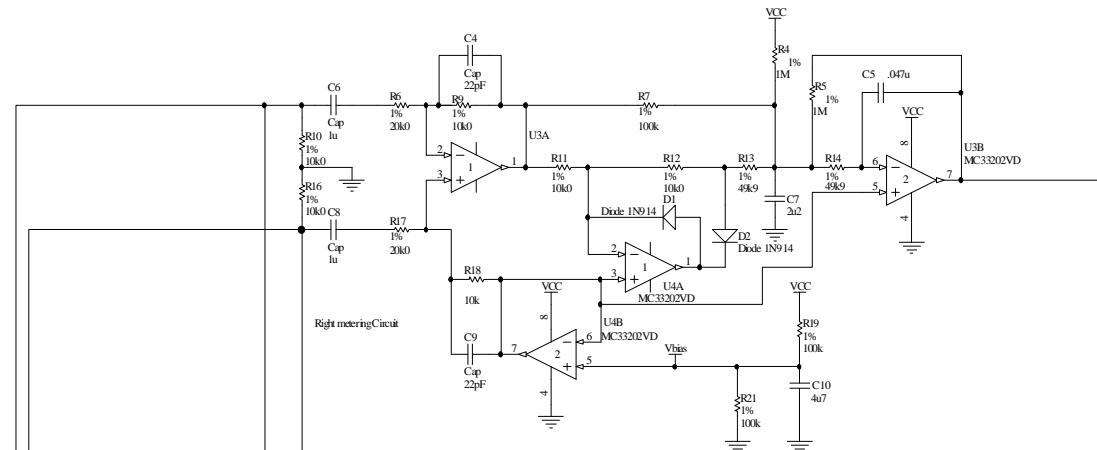 VCC
C4
Cap
22pF
R4
1%
1M
R5
1%
1M
C5 .047u
C6
Cap
1u
R6
1%
20k0
R9
1%
10k0
R7
1%
100k
VCC
U3A
U3B
MC33202VD
R10
1%
10k0
2
3
1
1
R11
1%
10k0
R12
1%
10k0
R13
1%
49k9
R14
1%
49k9
8
6
5
2
7
4
R16
1%
10k0
C8
Cap
1u
R17
1%
20k0
Diode 1N914
D1
C7
2u2
D2
Diode 1N914
2
3
1
1
U4A
MC33202VD
R18
10k
VCC
VCC
Right metering Circuit
8
U4B
MC33202VD
R19
1%
100k
C9
Cap
22pF
7
2
6
5
4
Vbias
R21
1%
100k
C10
4u7